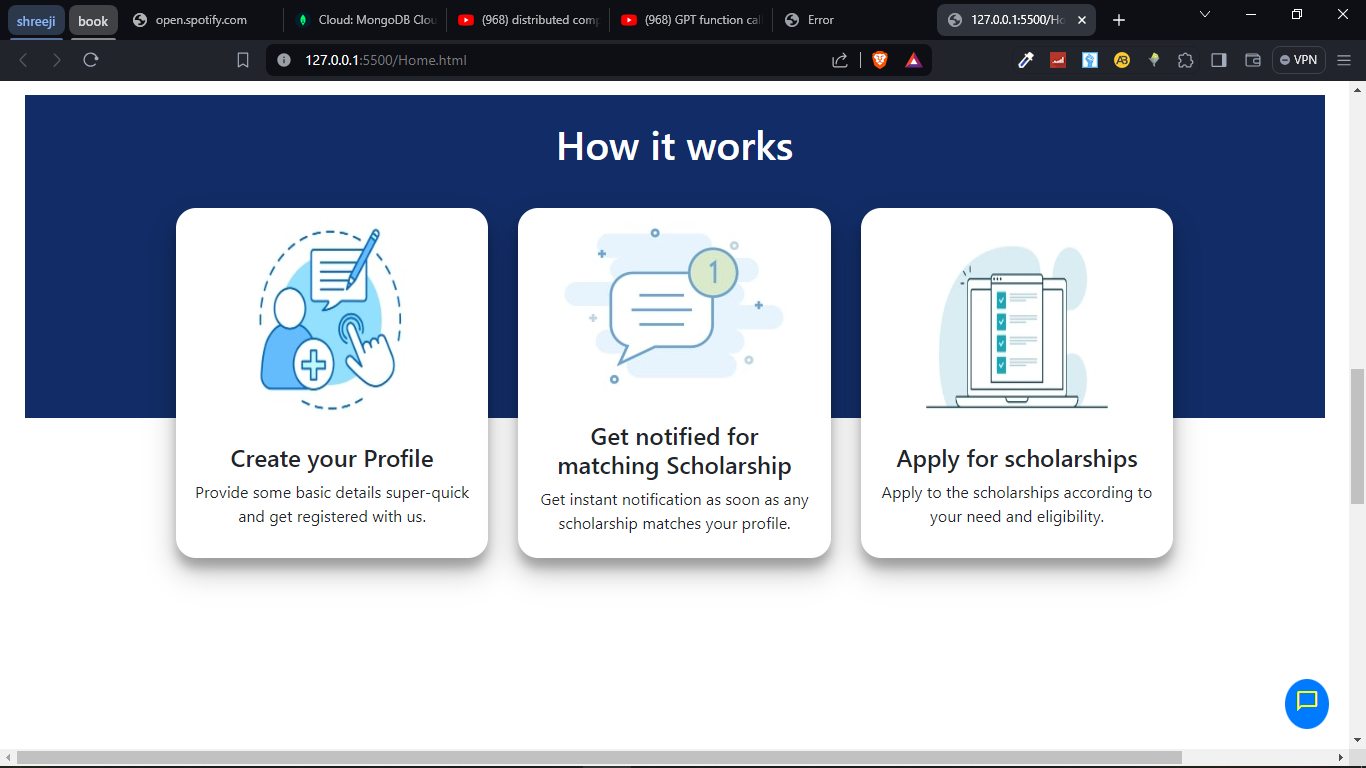 shreeji
book
open.spotify.com
Cloud: MongoDB Clou
(968) distributed comp
(968) GPT function cal
Error
127.0.0.1:5500/Ho
127.0.0.1:5500/Home.html
VPN
How it works
1
Create your Profile
Provide some basic details super-quick
and get registered with us.
Get notified for
matching Scholarship
Get instant notification as soon as any
scholarship matches your profile.
Apply for scholarships
Apply to the scholarships according to
your need and eligibility.